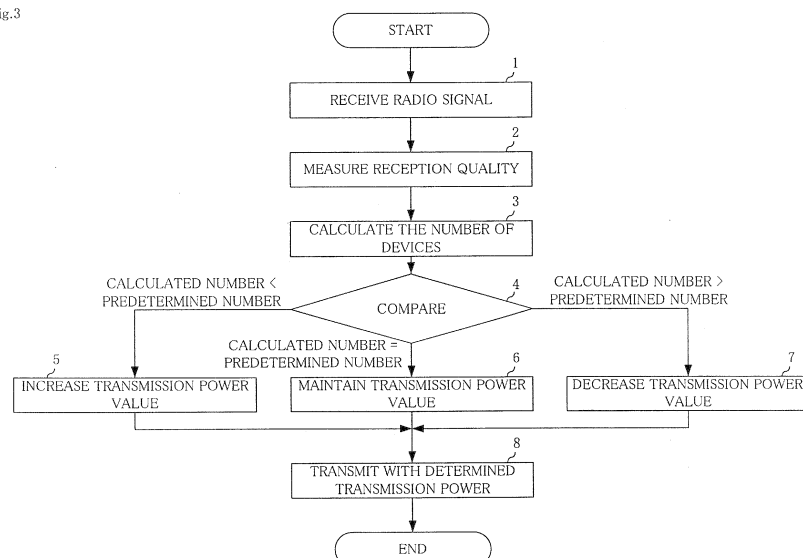 ig.3
START
1
RECEIVE RADIO SIGNAL
2
MEASURE RECEPTION QUALITY
3
CALCULATE THE NUMBER OF
DEVICES
CALCULATED NUMBER <
PREDETERMINED NUMBER
4
COMPARE
CALCULATED NUMBER >
PREDETERMINED NUMBER
CALCULATED NUMBER =
PREDETERMINED NUMBER
5
INCREASE TRANSMISSION POWER
VALUE
6
MAINTAIN TRANSMISSION POWER
VALUE
7
DECREASE TRANSMISSION POWER
VALUE
8
TRANSMIT WITH DETERMINED
TRANSMISSION POWER
END